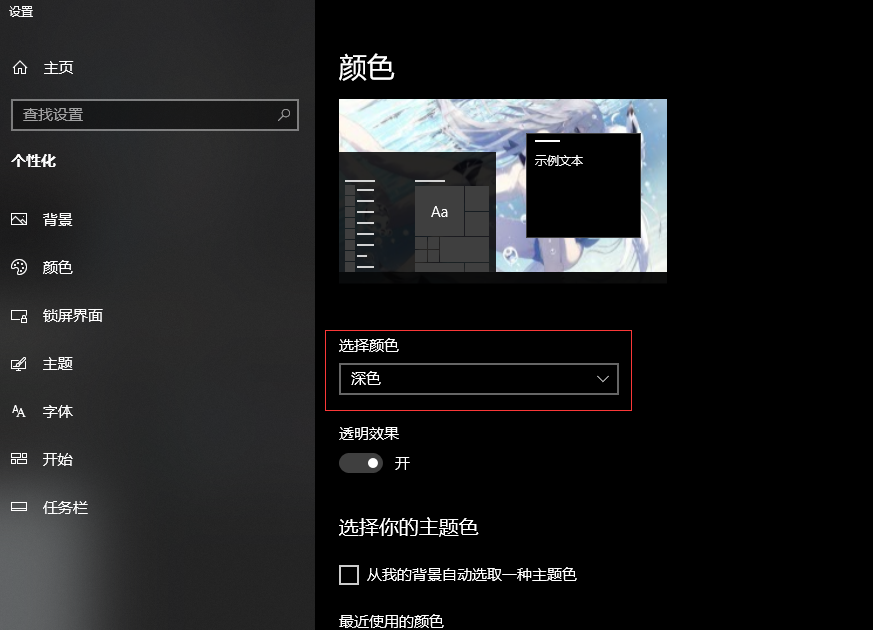 设置
主页
查找设置
个性化
背景
颜色
锁屏界面
主题
字体
开始
任务栏
颜色
示例文本
Aa
选择颜色
深色
透明效果
开
选择你的主题色
从我的背景自动选取一种主题色
最近使用的颜色